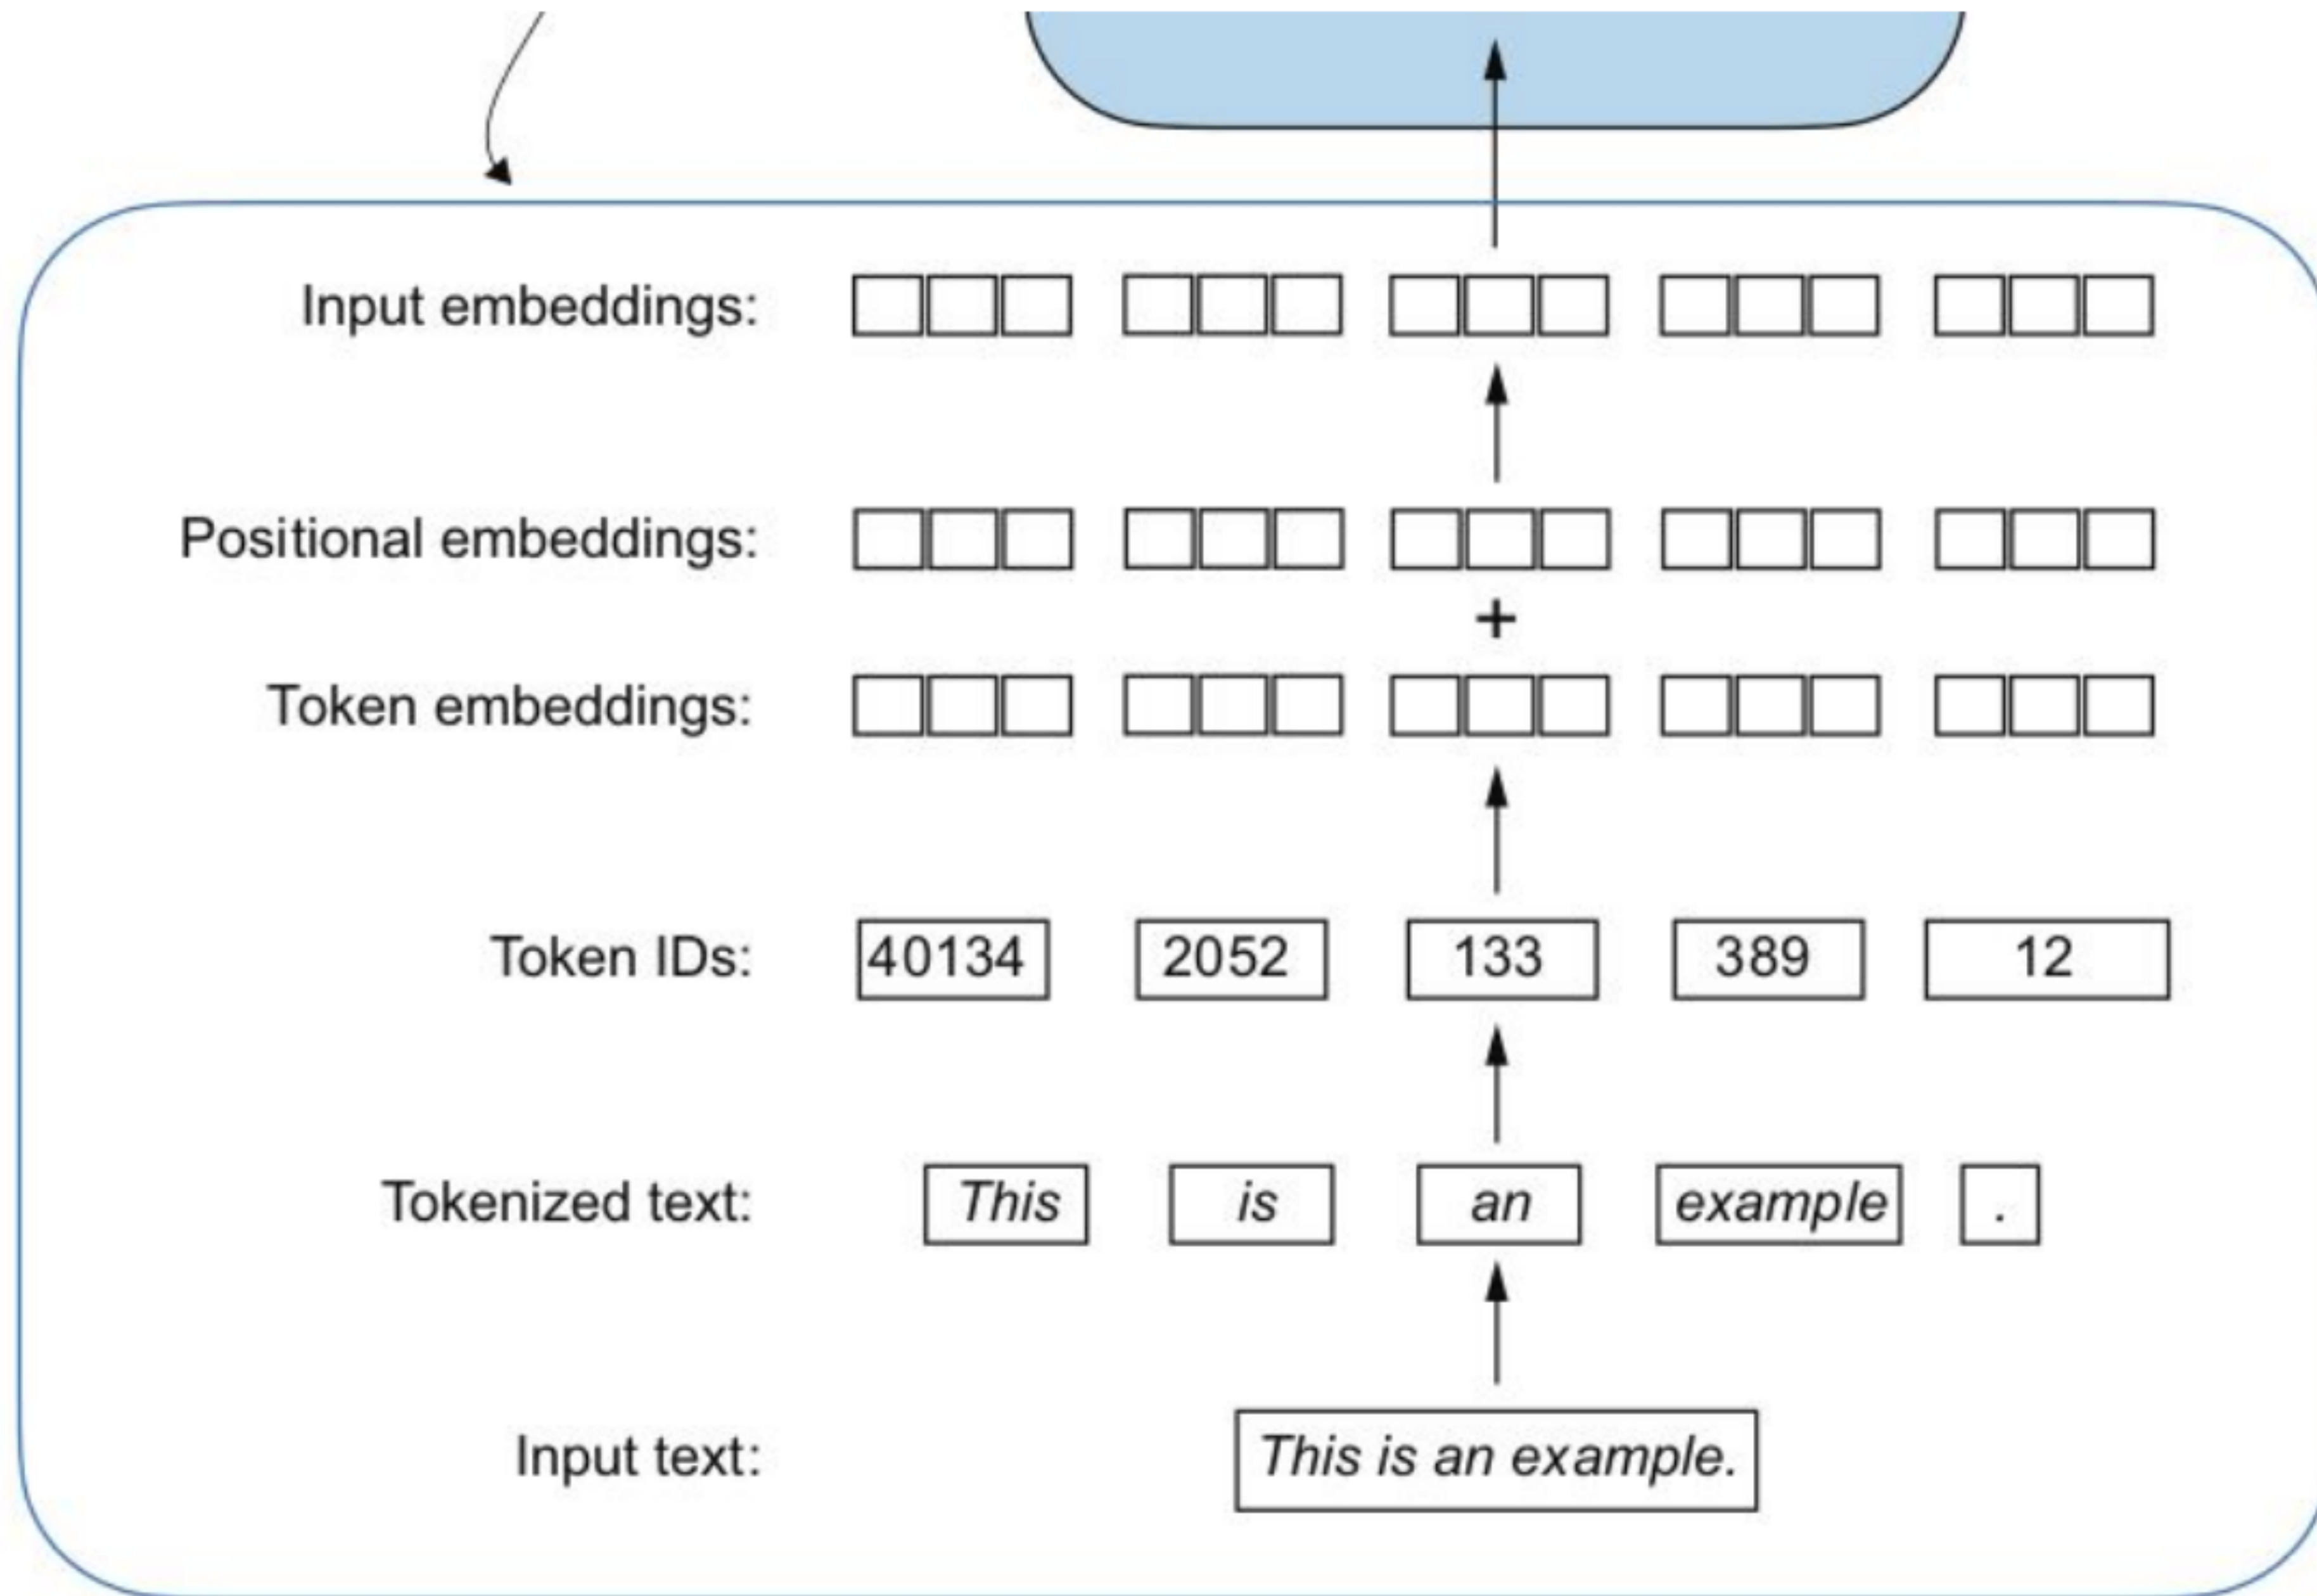 Input embeddings:
Positional embeddings:
+
Token embeddings:
Token IDs: 40134 2052 133 389 12
Tokenized text: This is an example .
Input text: This is an example.